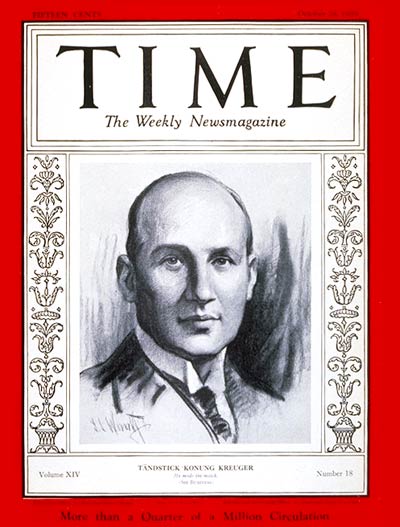 FIFTEEN CENTS October
TIME
The Weekly Newsmagazine
TÄNDSTICK KONUNG KREUGER
Volume XIV Number 18
More than a Quarter of a Million Circulation